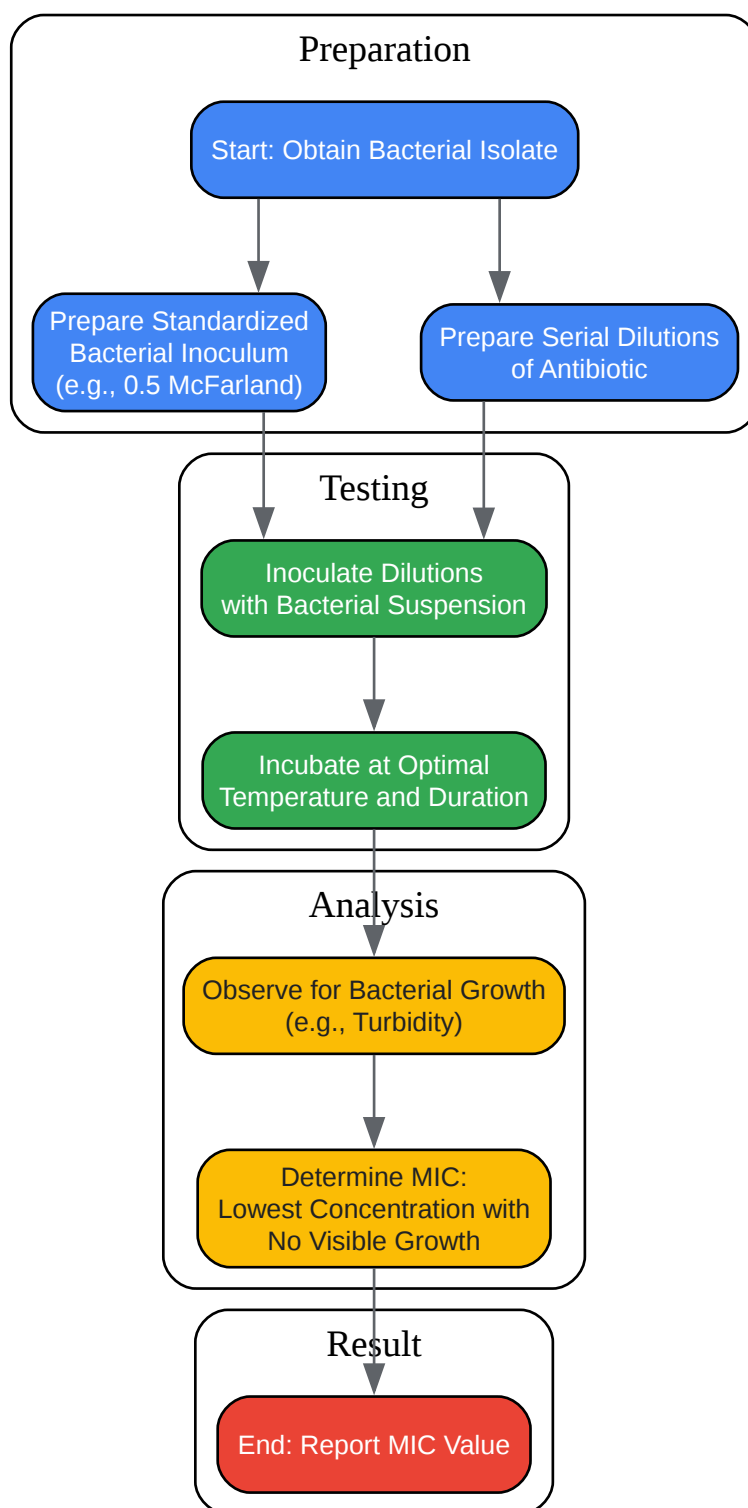 Preparation
Start: Obtain Bacterial Isolate
Prepare Standardized
Bacterial Inoculum
(e.g., 0.5 McFarland)
Prepare Serial Dilutions
of Antibiotic
Testing
Inoculate Dilutions
with Bacterial Suspension
Incubate at Optimal
Temperature and Duration
Analysis
Observe for Bacterial Growth
(e.g., Turbidity)
Determine MIC:
Lowest Concentration with
No Visible Growth
Result
End: Report MIC Value